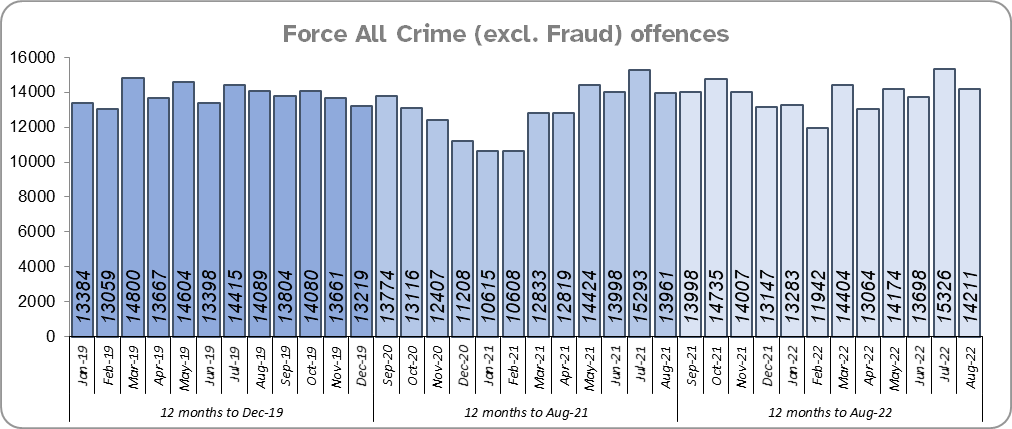 Force All Crime (excl. Fraud) offences
16000
14000
12000
10000
8000
6000
4000
2000
0
13384
13059
14800
13667
14604
13398
14415
14089
13804
14080
13661
13219
13774
13116
12407
11208
10615
10608
12833
12819
14424
13998
15293
13961
13998
14735
14007
13147
13283
11942
14404
13064
14174
13698
15326
14211
Jan-19
Feb-19
Mar-19
Apr-19
May-19
Jun-19
Jul-19
Aug-19
Sep-19
Oct-19
Nov-19
Dec-19
Sep-20
Oct-20
Nov-20
Dec-20
Jan-21
Feb-21
Mar-21
Apr-21
May-21
Jun-21
Jul-21
Aug-21
Sep-21
Oct-21
Nov-21
Dec-21
Jan-22
Feb-22
Mar-22
Apr-22
May-22
Jun-22
Jul-22
Aug-22
12 months to Dec-19
12 months to Aug-21
12 months to Aug-22